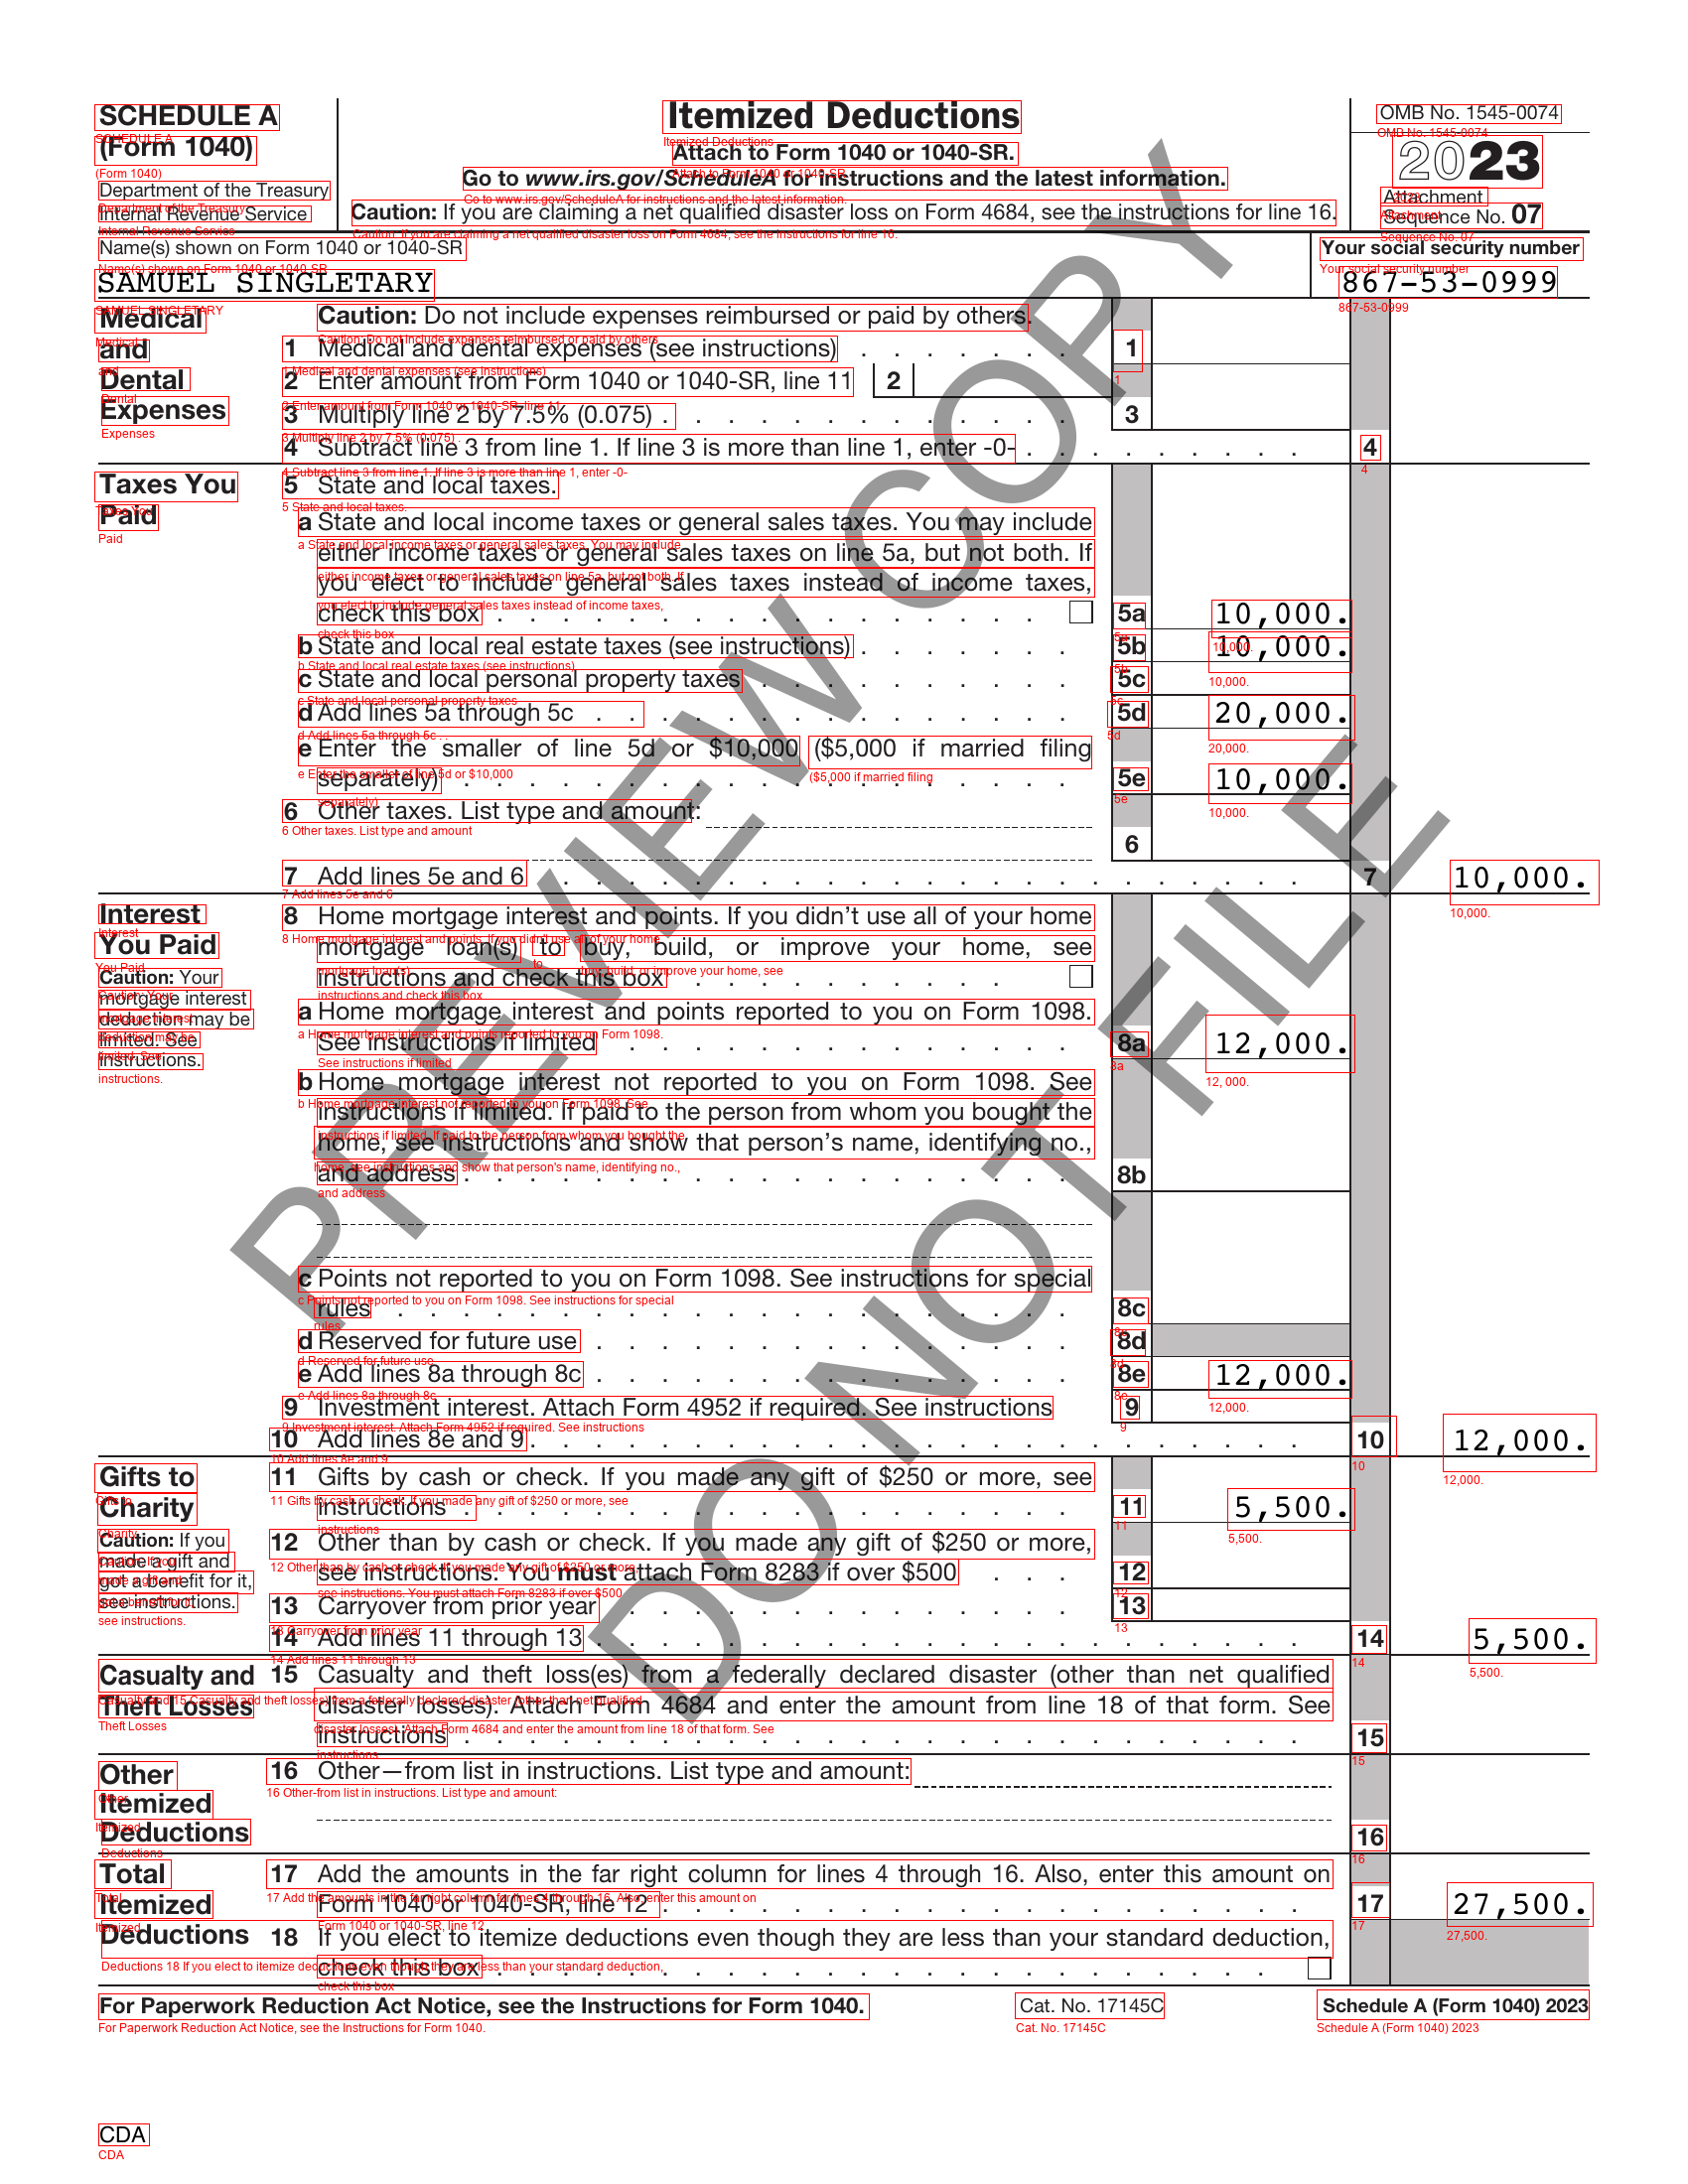 SCHEDULE A
(Form 1040)
Department of the Treasury
Internal Revenue Service
Itemized Deductions
Attach to Form 1040 or 1040-SR.
Go to www.irs.gov/ScheduleA for instructions and the latest information.
Caution: If you are claiming a net qualified disaster loss on Form 4684, see the instructions for line 16.
OMB No. 1545-0074
2023
Attachment
Sequence No. 07
Name(s) shown on Form 1040 or 1040-SR
SAMUEL SINGLETARY
Your social security number
867-53-0999
Medical
and
Dental
Expenses
Caution: Do not include expenses reimbursed or paid by others.
1 Medical and dental expenses (see instructions) . . . . . . . 1
2 Enter amount from Form 1040 or 1040-SR, line 11 2
3 Multiply line 2 by 7.5% (0.075) . . . . . . . . . . . . . 3
4 Subtract line 3 from line 1. If line 3 is more than line 1, enter -0- . . . . . . . . . 4
Taxes You
Paid
5 State and local taxes.
a State and local income taxes or general sales taxes. You may include
either income taxes or general sales taxes on line 5a, but not both. If
you elect to include general sales taxes instead of income taxes,
check this box . . . . . . . . . . . . . . . . . 5a 10,000.
b State and local real estate taxes (see instructions) . . . . . . . 5b 10,000.
c State and local personal property taxes . . . . . . . . . . 5c
d Add lines 5a through 5c . . . . . . . . . . . . . . . 5d 20,000.
e Enter the smaller of line 5d or $10,000 ($5,000 if married filing
separately) . . . . . . . . . . . . . . . . . . . 5e 10,000.
6 Other taxes. List type and amount:
6
7 Add lines 5e and 6 . . . . . . . . . . . . . . . . . . . . . . . 7 10,000.
Interest
You Paid
Caution: Your
mortgage interest
deduction may be
limited. See
instructions.
8 Home mortgage interest and points. If you didn’t use all of your home
mortgage loan(s) to buy, build, or improve your home, see
instructions and check this box . . . . . . . . . .
a Home mortgage interest and points reported to you on Form 1098.
See instructions if limited . . . . . . . . . . . . . . 8a 12,000.
b Home mortgage interest not reported to you on Form 1098. See
instructions if limited. If paid to the person from whom you bought the
home, see instructions and show that person’s name, identifying no.,
and address . . . . . . . . . . . . . . . . . . . 8b
c Points not reported to you on Form 1098. See instructions for special
rules . . . . . . . . . . . . . . . . . . . . . 8c
d Reserved for future use . . . . . . . . . . . . . . . 8d
e Add lines 8a through 8c . . . . . . . . . . . . . . . 8e 12,000.
9 Investment interest. Attach Form 4952 if required. See instructions 9
10 Add lines 8e and 9 . . . . . . . . . . . . . . . . . . . . . . . . 10 12,000.
Gifts to
Charity
Caution: If you
made a gift and
got a benefit for it,
see instructions.
11 Gifts by cash or check. If you made any gift of $250 or more, see
instructions . . . . . . . . . . . . . . . . . . . 11 5,500.
12 Other than by cash or check. If you made any gift of $250 or more,
see instructions. You must attach Form 8283 if over $500 . . . 12
13 Carryover from prior year . . . . . . . . . . . . . . 13
14 Add lines 11 through 13 . . . . . . . . . . . . . . . . . . . . . . 14 5,500.
Casualty and
Theft Losses
15 Casualty and theft loss(es) from a federally declared disaster (other than net qualified
disaster losses). Attach Form 4684 and enter the amount from line 18 of that form. See
instructions . . . . . . . . . . . . . . . . . . . . . . . . . . 15
Other
Itemized
Deductions
16 Other—from list in instructions. List type and amount:
16
Total
Itemized
Deductions
17 Add the amounts in the far right column for lines 4 through 16. Also, enter this amount on
Form 1040 or 1040-SR, line 12 . . . . . . . . . . . . . . . . . . . . 17 27,500.
18 If you elect to itemize deductions even though they are less than your standard deduction,
check this box . . . . . . . . . . . . . . . . . . . . . . . .
For Paperwork Reduction Act Notice, see the Instructions for Form 1040.
Cat. No. 17145C
Schedule A (Form 1040) 2023
CDA
CDA
PREVIEW COPY
DO NOT FILE